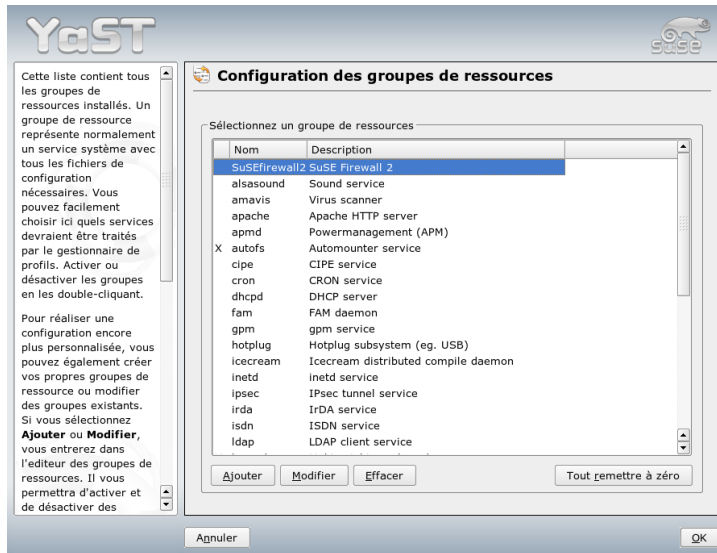 YaST
SuSE
Cette liste contient tous
les groupes de
ressources installés. Un
groupe de ressource
représente normalement
un service système avec
tous les fichiers de
configuration
nécessaires. Vous
pouvez facilement
choisir ici quels services
devraient être traités
par le gestionnaire de
profils. Activer ou
désactiver les groupes
en les double-cliquant.
Pour réaliser une
configuration encore
plus personnalisée, vous
pouvez également créer
vos propres groupes de
ressource ou modifier
des groupes existants.
Si vous sélectionnez
Ajouter ou Modifier,
vous entrerez dans
l'editeur des groupes de
ressources. Il vous
permettra d'activer et
de désactiver des
Configuration des groupes de ressources
Sélectionnez un groupe de ressources
Nom Description
SuSEfirewall2 SuSE Firewall 2
alsasound Sound service
amavis Virus scanner
apache Apache HTTP server
apmd Powermanagement (APM)
X autofs Automounter service
cipe CIPE service
cron CRON service
dhcpd DHCP server
fam FAM daemon
gpm gpm service
hotplug Hotplug subsystem (eg. USB)
icecream Icecream distributed compile daemon
inetd inetd service
ipsec IPsec tunnel service
irda IrDA service
isdn ISDN service
ldap LDAP client service
Ajouter Modifier Effacer Tout remettre à zéro
Annuler OK